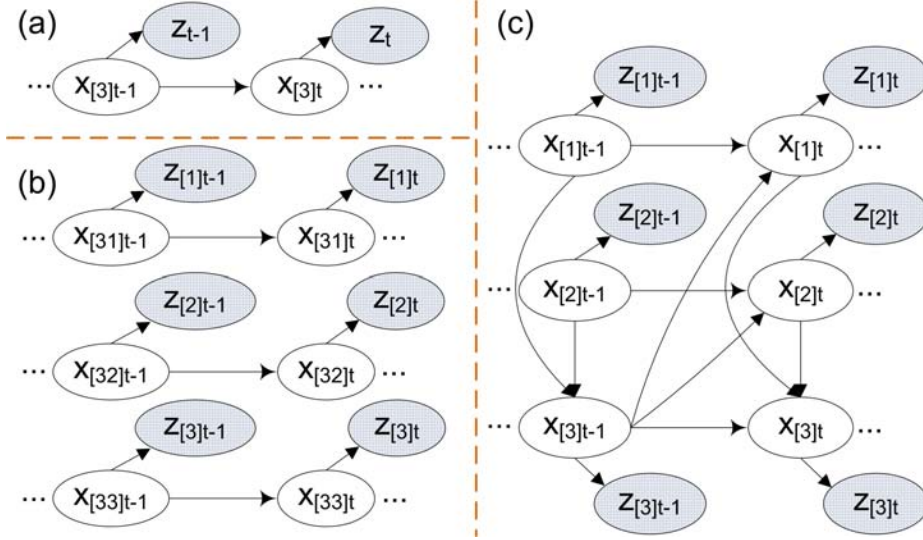 (a)
z_{t-1} z_t
... x_{[3]t-1} x_{[3]t} ...
(b)
z_{[1]t-1} z_{[1]t}
... x_{[31]t-1} x_{[31]t} ...
z_{[2]t-1} z_{[2]t}
... x_{[32]t-1} x_{[32]t} ...
z_{[3]t-1} z_{[3]t}
... x_{[33]t-1} x_{[33]t} ...
(c)
z_{[1]t-1} z_{[1]t}
... x_{[1]t-1} x_{[1]t} ...
z_{[2]t-1} z_{[2]t}
... x_{[2]t-1} x_{[2]t} ...
... x_{[3]t-1} x_{[3]t} ...
z_{[3]t-1} z_{[3]t}